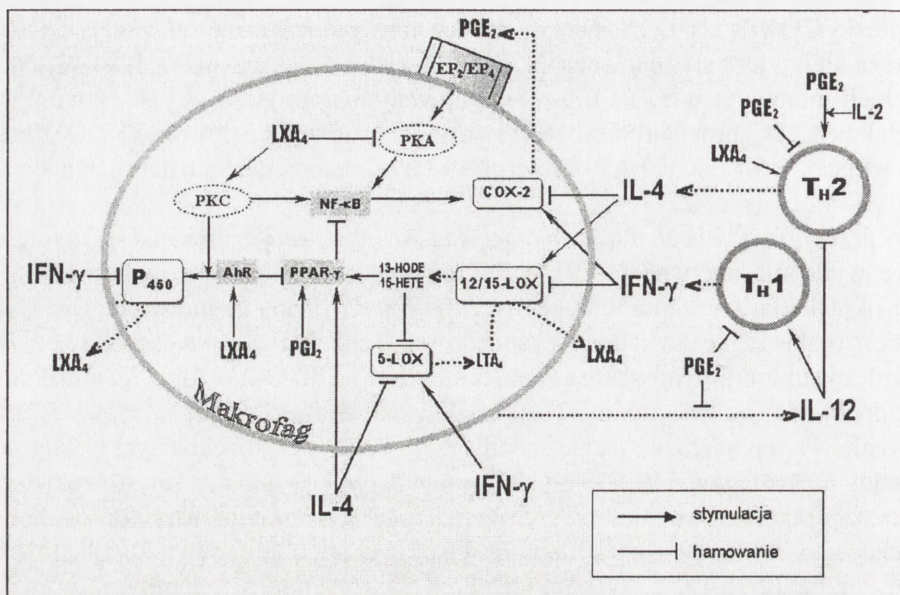 PGE₂
EP₂/EP₄
PGE₂
PGE₂
IL-2
LXA₄
PKA
LXA₄
T_H2
PKC
NF-κB
COX-2
IL-4
IFN-γ
P₄₅₀
AhR
PPAR-γ
13-HODE
15-HETE
12/15-LOX
IFN-γ
T_H1
LXA₄
LXA₄
PGI₂
5-LOX
LTA₄
LXA₄
PGE₂
Makrofag
IL-12
IL-4
IFN-γ
stymulacja
hamowanie